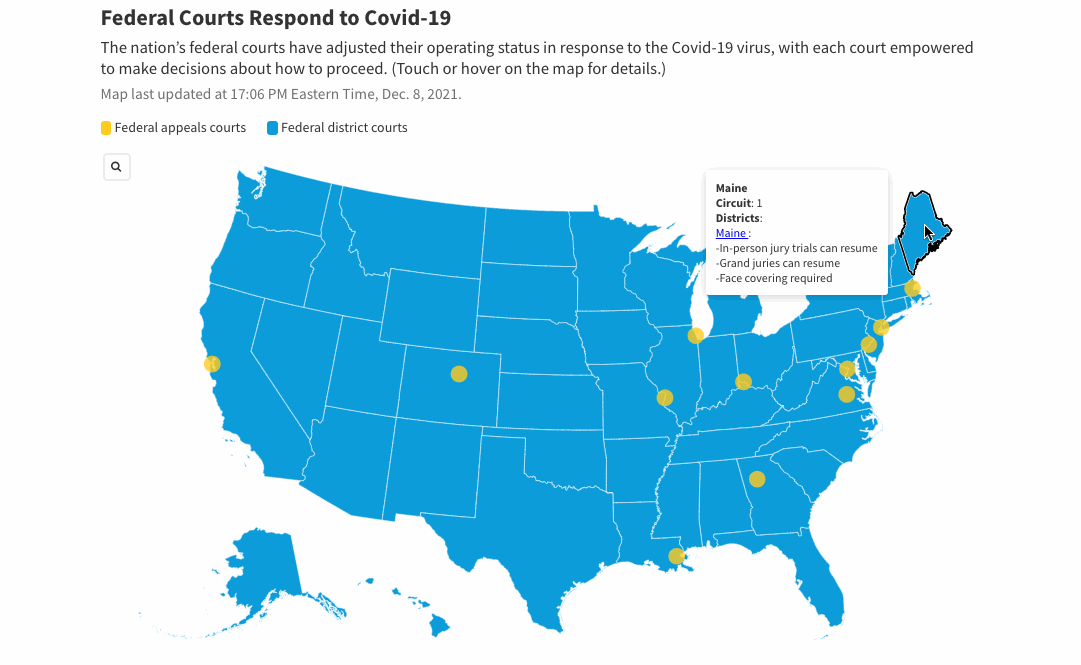 Federal Courts Respond to Covid-19
The nation’s federal courts have adjusted their operating status in response to the Covid-19 virus, with each court empowered
to make decisions about how to proceed. (Touch or hover on the map for details.)
Map last updated at 17:06 PM Eastern Time, Dec. 8, 2021.
Federal appeals courts Federal district courts
Maine
Circuit: 1
Districts:
Maine :
-In-person jury trials can resume
-Grand juries can resume
-Face covering required